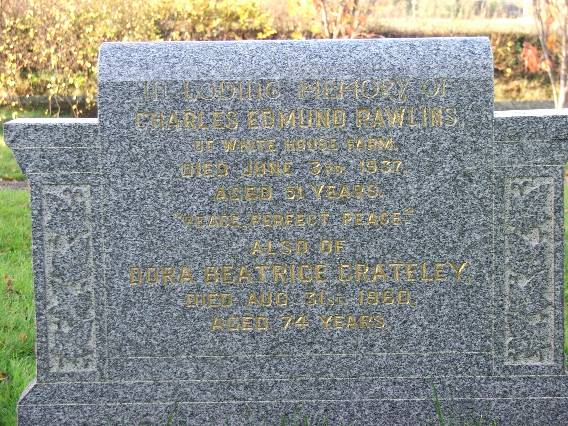 IN LOVING MEMORY OF
CHARLES EDMUND RAWLINS,
OF WHITE HOUSE FARM.
DIED JUNE 3RD 1937,
AGED 51 YEARS.
"PEACE, PERFECT PEACE."
ALSO OF
DORA BEATRICE GRATELEY,
DIED AUG. 31ST 1960,
AGED 74 YEARS.